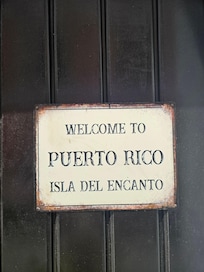 WELCOME TO
PUERTO RICO
ISLA DEL ENCANTO